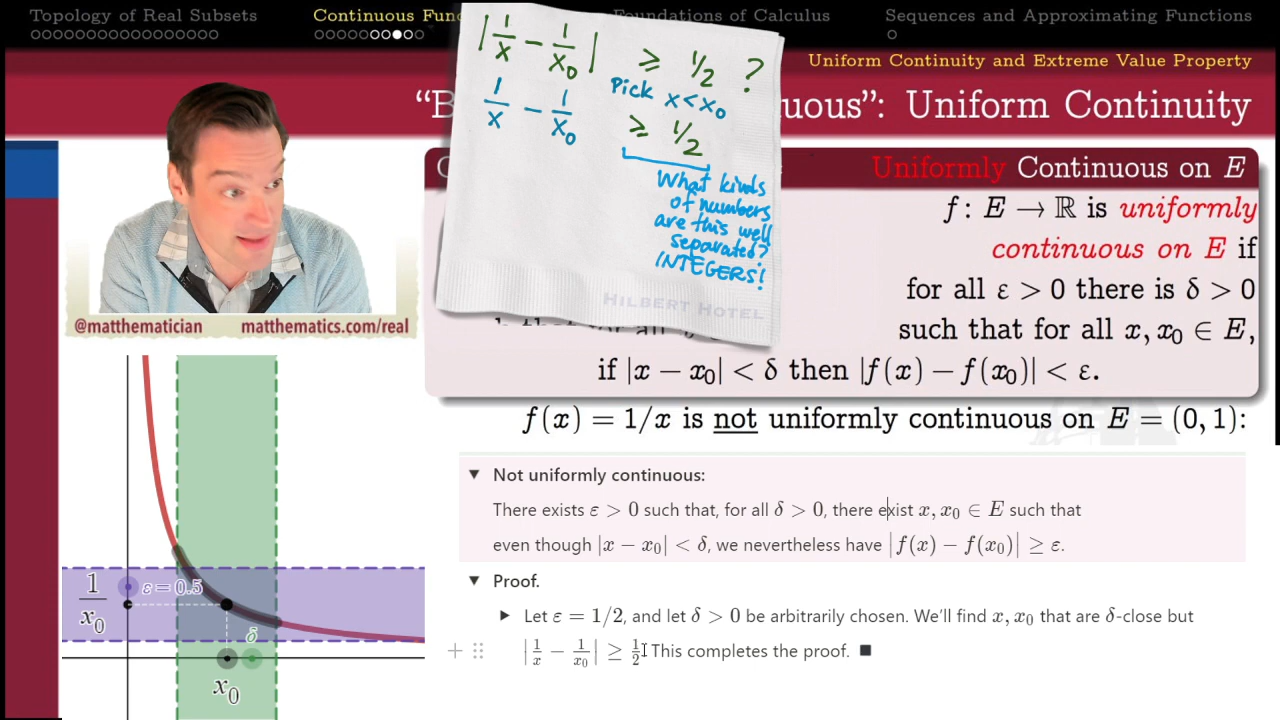 Topology of Real Subsets
Continuous Func
Foundations of Calculus
Sequences and Approximating Functions
Uniform Continuity and Extreme Value Property
“B uous”: Uniform Continuity
Uniformly Continuous on E
f: E → ℝ is uniformly
continuous on E if
for all ε > 0 there is δ > 0
such that for all x, x₀ ∈ E,
if |x − x₀| < δ then |f(x) − f(x₀)| < ε.
f(x) = 1/x is not uniformly continuous on E = (0, 1):
|1/x − 1/x₀| ≥ 1/2 ?
Pick x < x₀
1/x − 1/x₀ ≥ 1/2
What kinds
of numbers
are this well
separated?
INTEGERS!
HILBERT HOTEL
@matthematician matthematics.com/real
1/x₀
ε = 0.5
δ
x₀
Not uniformly continuous:
There exists ε > 0 such that, for all δ > 0, there exist x, x₀ ∈ E such that
even though |x − x₀| < δ, we nevertheless have |f(x) − f(x₀)| ≥ ε.
Proof.
Let ε = 1/2, and let δ > 0 be arbitrarily chosen. We’ll find x, x₀ that are δ-close but
|1/x − 1/x₀| ≥ 1/2 This completes the proof. ■